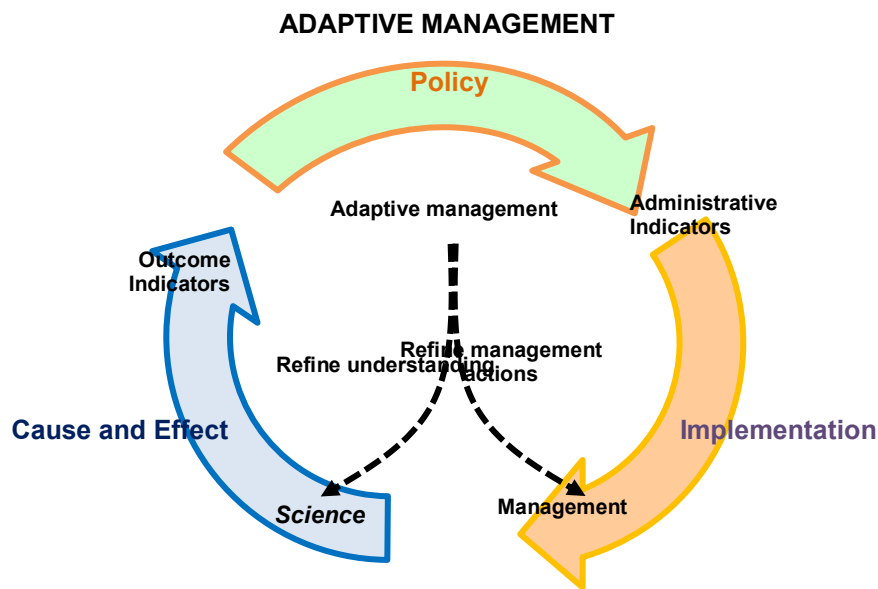 ADAPTIVE MANAGEMENT
Policy
Adaptive management
Administrative
Indicators
Outcome
Indicators
Refine understanding
Refine management
actions
Cause and Effect
Implementation
Science
Management